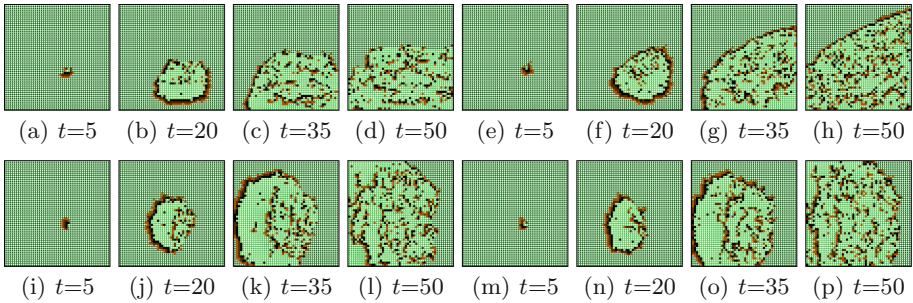 (a) t=5 (b) t=20 (c) t=35 (d) t=50 (e) t=5 (f) t=20 (g) t=35 (h) t=50
(i) t=5 (j) t=20 (k) t=35 (l) t=50 (m) t=5 (n) t=20 (o) t=35 (p) t=50